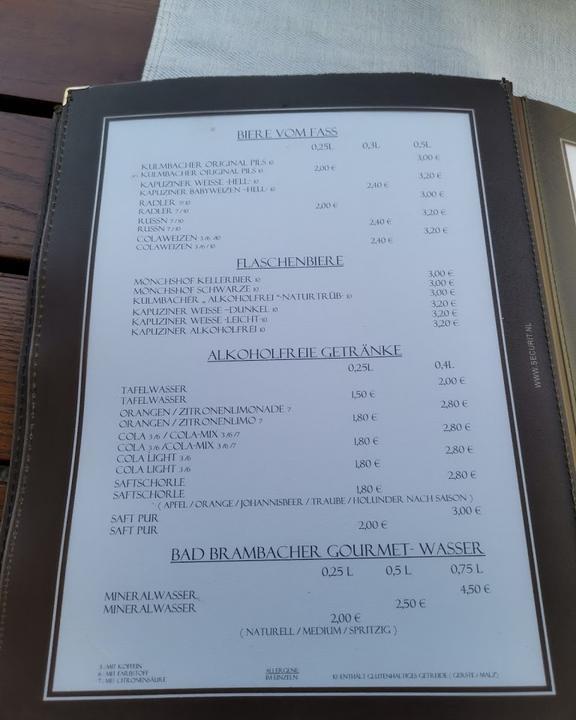 BIERE VOM FASS
0,25L 0,3L 0,5L
KULMBACHER ORIGINAL PILS 10 3,00 €
KULMBACHER ORIGINAL PILS 10 2,00 €
KAPUZINER WEISSE -HELL- 10 3,20 €
KAPUZINER BABYWEIZEN -HELL- 10 2,40 €
RADLER 7/10 3,00 €
RADLER 7/10 2,00 €
RUSSN 7/10 3,20 €
RUSSN 7/10 2,40 €
COLAWEIZEN 3/6/10 3,20 €
COLAWEIZEN 3/6/10 2,40 €
FLASCHENBIERE
MÖNCHSHOF KELLERBIER 10 3,00 €
MÖNCHSHOF SCHWARZE 10 3,00 €
KULMBACHER „ ALKOHOLFREI “-NATURTRÜB- 10 3,00 €
KAPUZINER WEISSE -DUNKEL 10 3,20 €
KAPUZINER WEISSE -LEICHT- 10 3,20 €
KAPUZINER ALKOHOLFREI 10 3,20 €
ALKOHOLFREIE GETRÄNKE
0,25L 0,4L
TAFELWASSER 2,00 €
TAFELWASSER 1,50 €
ORANGEN / ZITRONENLIMONADE 7 2,80 €
ORANGEN / ZITRONENLIMO 7 1,80 €
COLA 3/6 / COLA-MIX 3/6/7 2,80 €
COLA 3/6 /COLA-MIX 3/6/7 1,80 €
COLA LIGHT 3/6 2,80 €
COLA LIGHT 3/6 1,80 €
SAFTSCHORLE 2,80 €
SAFTSCHORLE 1,80 €
( APFEL / ORANGE / JOHANNISBEER / TRAUBE / HOLUNDER NACH SAISON )
SAFT PUR 3,00 €
SAFT PUR 2,00 €
BAD BRAMBACHER GOURMET- WASSER
0,25 L 0,5 L 0,75 L
MINERALWASSER 4,50 €
MINERALWASSER 2,50 €
2,00 €
( NATURELL / MEDIUM / SPRITZIG )
3 : MIT KOFFEIN
6 : MIT FARBSTOFF
7 : MIT CITRONENSÄURE
ALLERGENE
IM EINZELN:
10 ENTHÄLT GLUTENHALTIGES GETREIDE ( GERSTE / MALZ)
WWW.SECURIT.NL